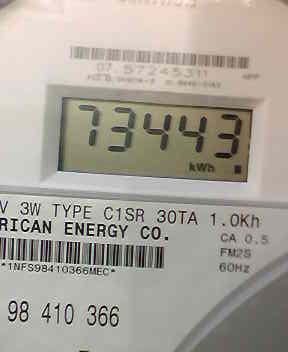 07.57245311
73443
kWh
V 3W TYPE C1SR 30TA 1.0Kh
RICAN ENERGY CO.
CA 0.5
FM2S
60Hz
*1NFS98410366MEC*
98 410 366